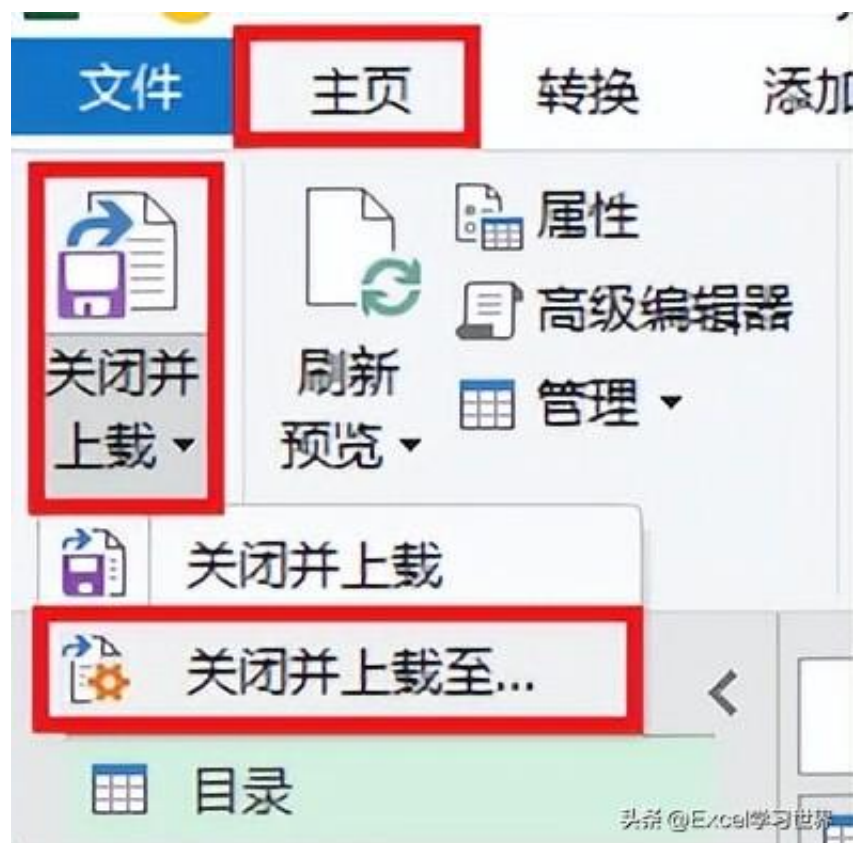 文件 主页 转换 添加
属性
高级编辑器
管理
关闭并
上载
刷新
预览
关闭并上载
关闭并上载至...
目录
头条 @Excel学习世界